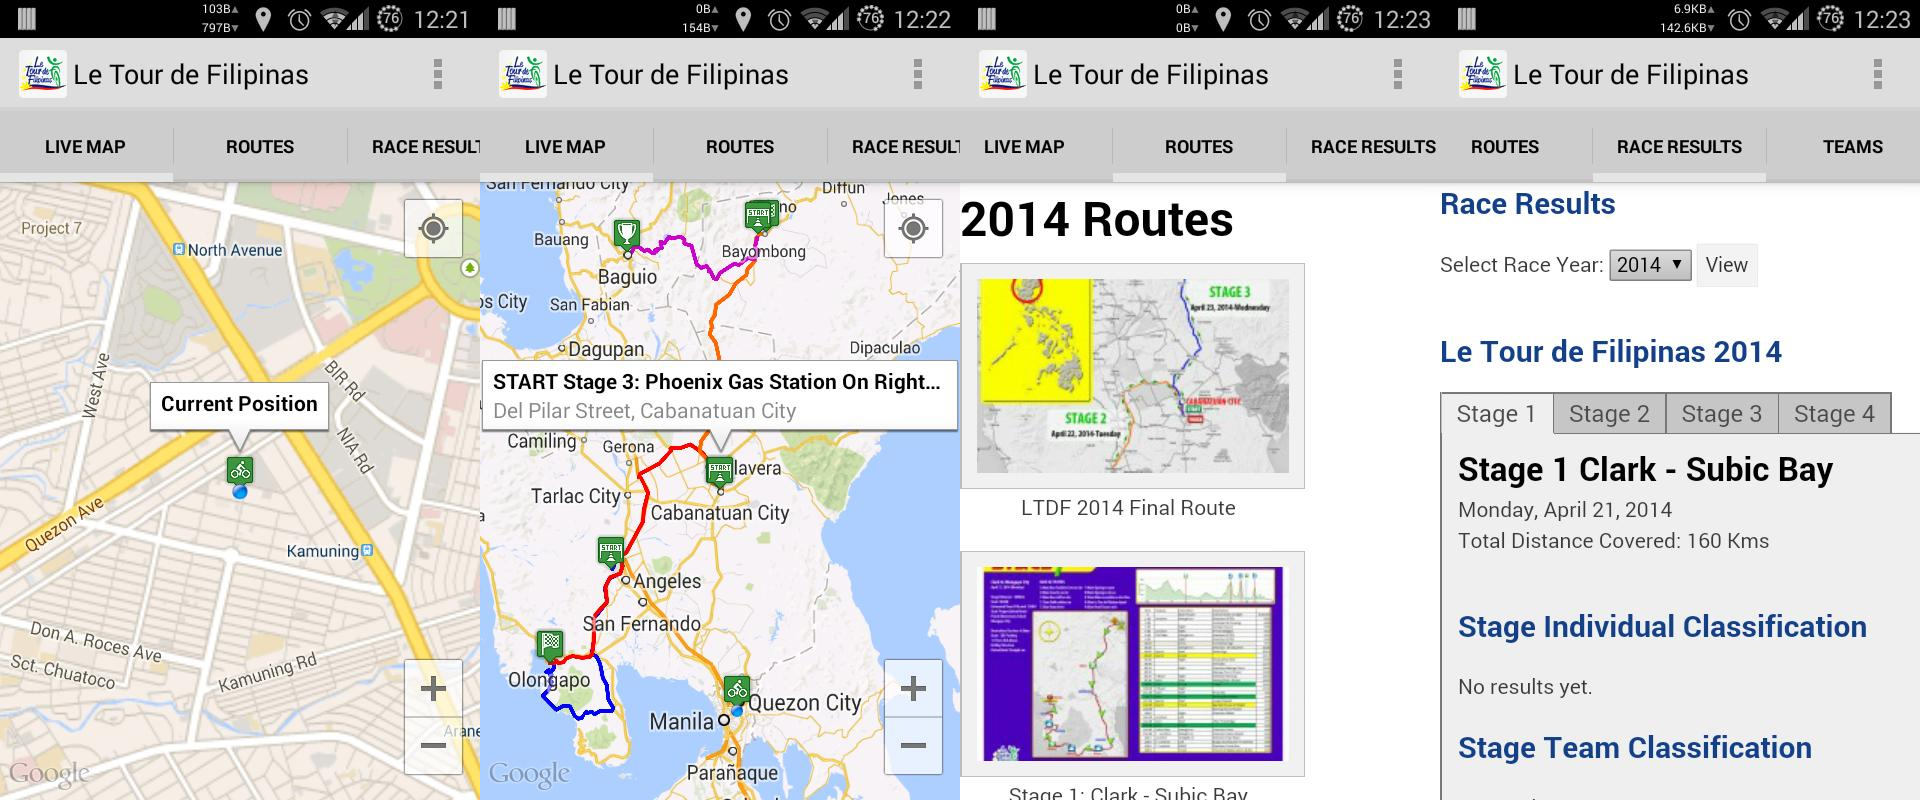 103B
797B
76
12:21
Le Tour de Filipinas
LIVE MAP
ROUTES
RACE RESULT
Project 7
North Avenue
West Ave
BIR Rd
Current Position
NIA Rd
Quezon Ave
Kamuning
Don A. Roces Ave
Sct. Chuatoco
Kamuning Rd
Arane
Google
0B
154B
76
12:22
Le Tour de Filipinas
LIVE MAP
ROUTES
RACE RESULT
San Fernando City
Diffun
Jones
no
START
Bauang
Bayombong
Baguio
os City
San Fabian
Dagupan
Dipaculao
START Stage 3: Phoenix Gas Station On Right...
Del Pilar Street, Cabanatuan City
Camiling
Gerona
START
lavera
Tarlac City
Cabanatuan City
START
Angeles
San Fernando
Olongapo
Quezon City
Manila
Parañaque
Google
0B
0B
76
12:23
Le Tour de Filipinas
LIVE MAP
ROUTES
RACE RESULTS
2014 Routes
STAGE 3
April 23, 2014-Wednesday
CABANATUAN CITY
STAGE 2
April 22, 2014-Tuesday
LTDF 2014 Final Route
Stage 1: Clark - Subic Bay
6.9KB
142.6KB
76
12:23
Le Tour de Filipinas
ROUTES
RACE RESULTS
TEAMS
Race Results
Select Race Year: 2014 View
Le Tour de Filipinas 2014
Stage 1 Stage 2 Stage 3 Stage 4
Stage 1 Clark - Subic Bay
Monday, April 21, 2014
Total Distance Covered: 160 Kms
Stage Individual Classification
No results yet.
Stage Team Classification